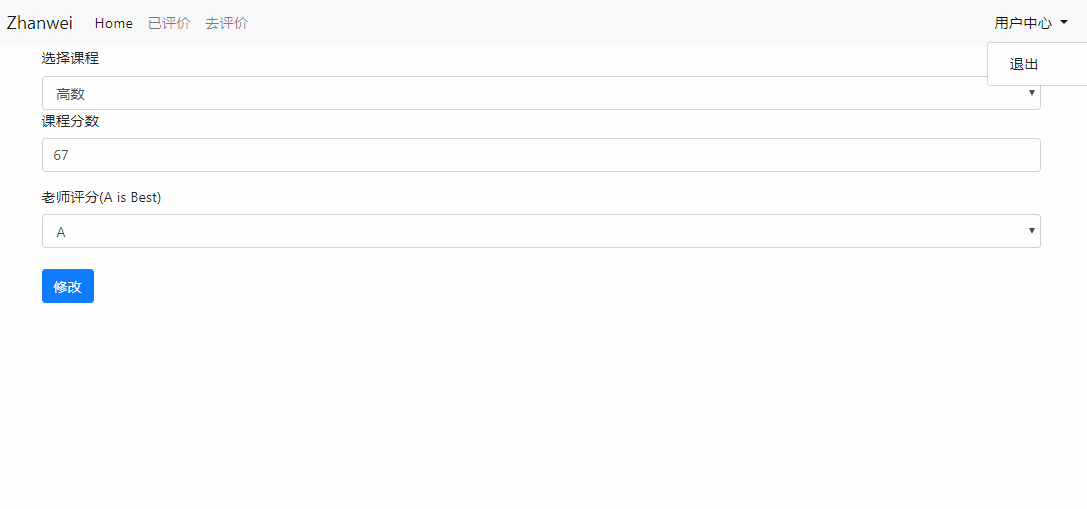 Zhanwei Home 已评价 去评价 用户中心
退出
选择课程
高数
课程分数
67
老师评分(A is Best)
A
修改